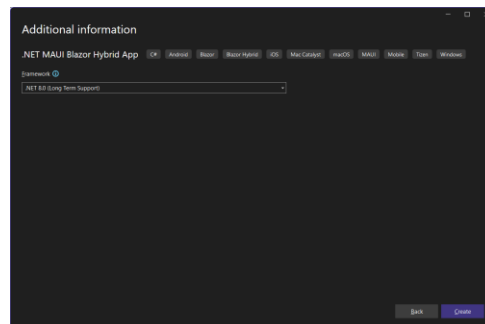 Additional information
.NET MAUI Blazor Hybrid App C# Android Blazor Blazor Hybrid iOS Mac Catalyst macOS MAUI Mobile Tizen Windows
Framework
.NET 8.0 (Long Term Support)
Back Create